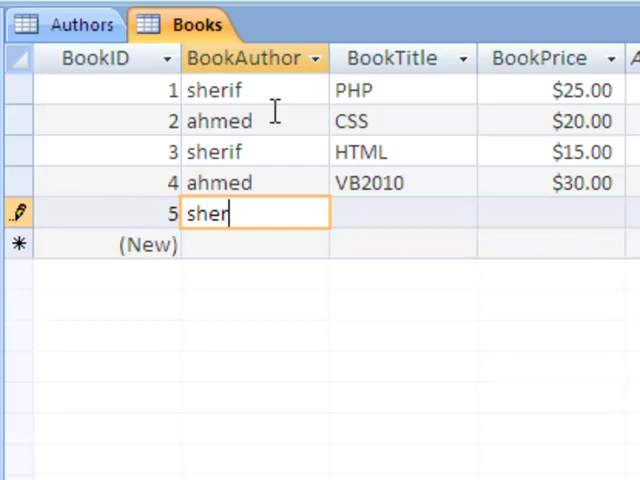 Authors Books
BookID BookAuthor BookTitle BookPrice
1 sherif PHP $25.00
2 ahmed CSS $20.00
3 sherif HTML $15.00
4 ahmed VB2010 $30.00
5 sher
(New)